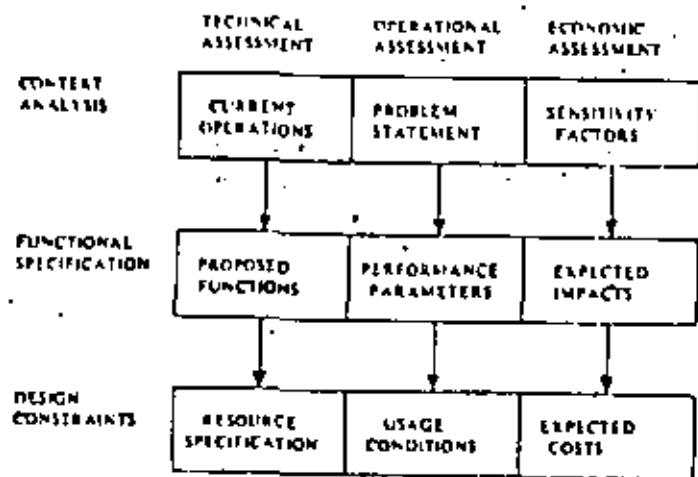 TECHNICAL ASSESSMENT
OPERATIONAL ASSESSMENT
ECONOMIC ASSESSMENT
CONTEXT ANALYSIS
CURRENT OPERATIONS
PROBLEM STATEMENT
SENSITIVITY FACTORS
FUNCTIONAL SPECIFICATION
PROPOSED FUNCTIONS
PERFORMANCE PARAMETERS
EXPECTED IMPACTS
DESIGN CONSTRAINTS
RESOURCE SPECIFICATION
USAGE CONDITIONS
EXPECTED COSTS